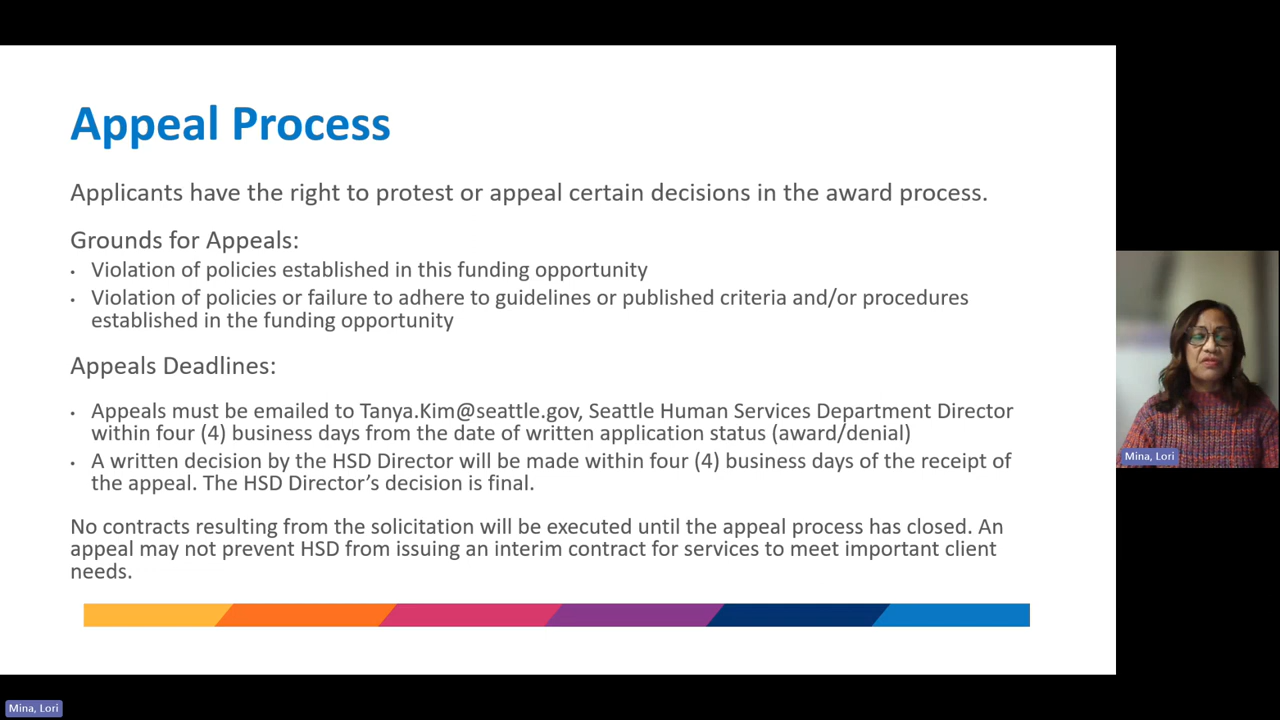 Appeal Process
Applicants have the right to protest or appeal certain decisions in the award process.
Grounds for Appeals:
• Violation of policies established in this funding opportunity
• Violation of policies or failure to adhere to guidelines or published criteria and/or procedures
established in the funding opportunity
Appeals Deadlines:
• Appeals must be emailed to Tanya.Kim@seattle.gov, Seattle Human Services Department Director
within four (4) business days from the date of written application status (award/denial)
• A written decision by the HSD Director will be made within four (4) business days of the receipt of
the appeal. The HSD Director’s decision is final.
No contracts resulting from the solicitation will be executed until the appeal process has closed. An
appeal may not prevent HSD from issuing an interim contract for services to meet important client
needs.
Mina, Lori
Mina, Lori